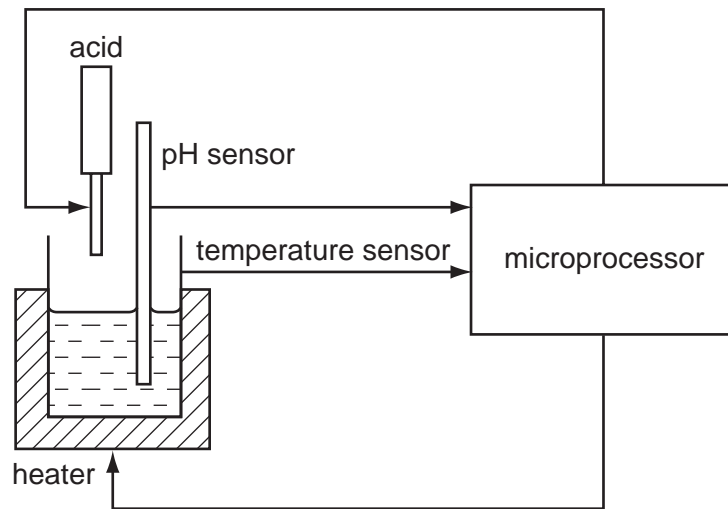 acid
pH sensor
temperature sensor
microprocessor
heater